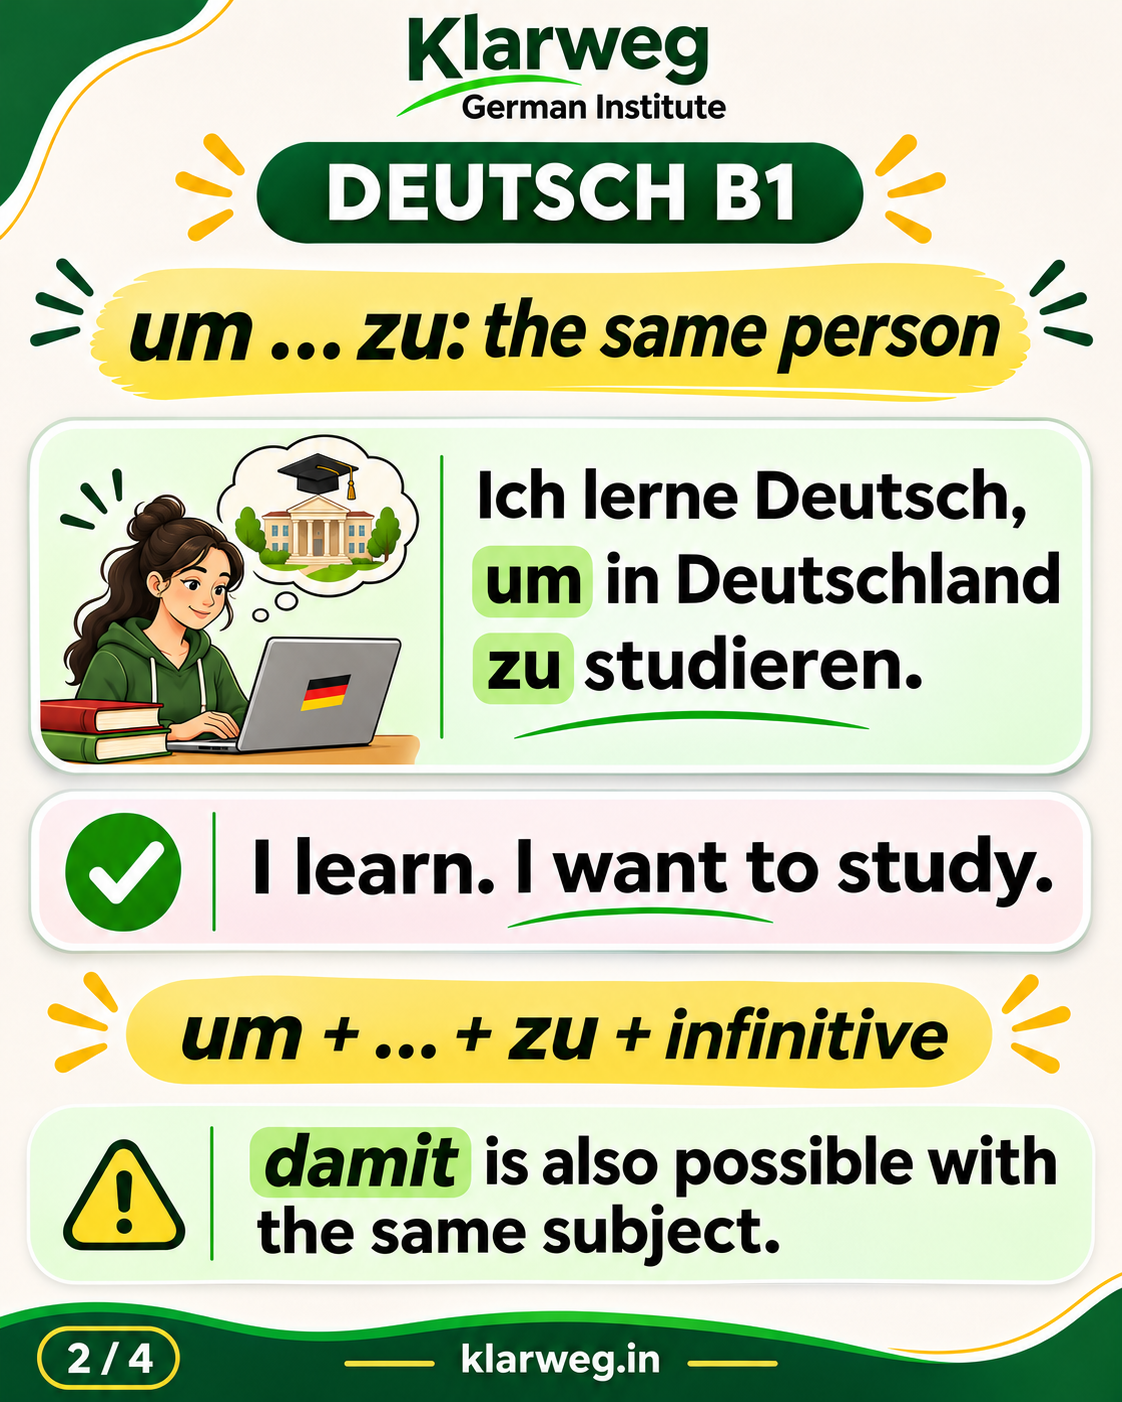 Klarweg
German Institute
DEUTSCH B1
um ... zu: the same person
Ich lerne Deutsch,
um in Deutschland
zu studieren.
I learn. I want to study.
um + ... + zu + infinitive
damit is also possible with
the same subject.
2 / 4
klarweg.in